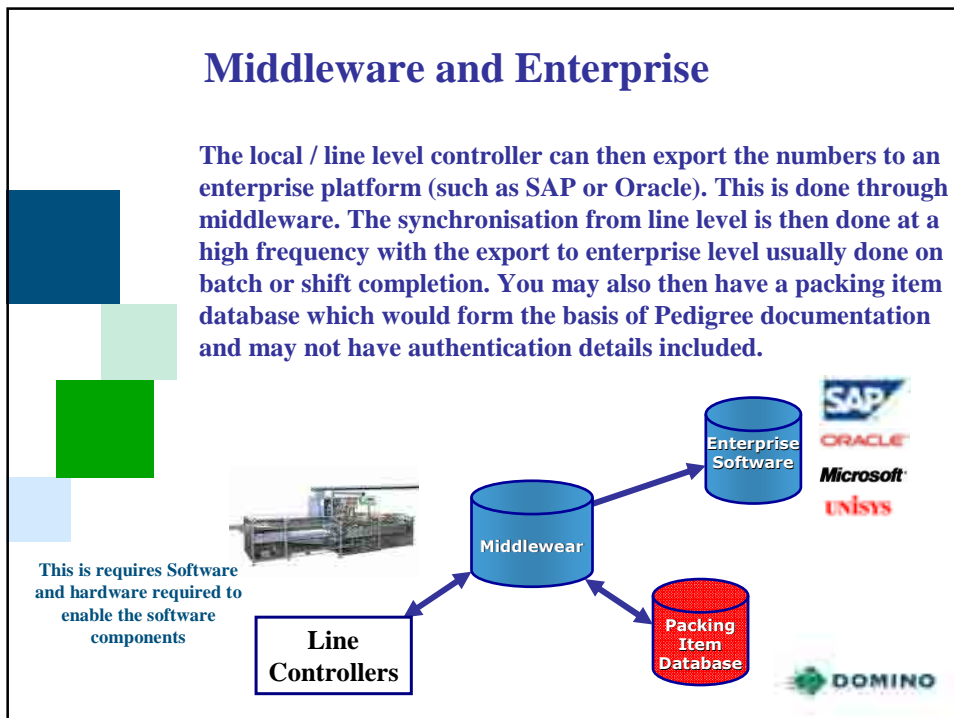 Middleware and Enterprise
The local / line level controller can then export the numbers to an
enterprise platform (such as SAP or Oracle). This is done through
middleware. The synchronisation from line level is then done at a
high frequency with the export to enterprise level usually done on
batch or shift completion. You may also then have a packing item
database which would form the basis of Pedigree documentation
and may not have authentication details included.
SAP
Enterprise
Software
ORACLE
Microsoft
UNISYS
Middlewear
This is requires Software
and hardware required to
enable the software
components
Line
Controllers
Packing
Item
Database
DOMINO